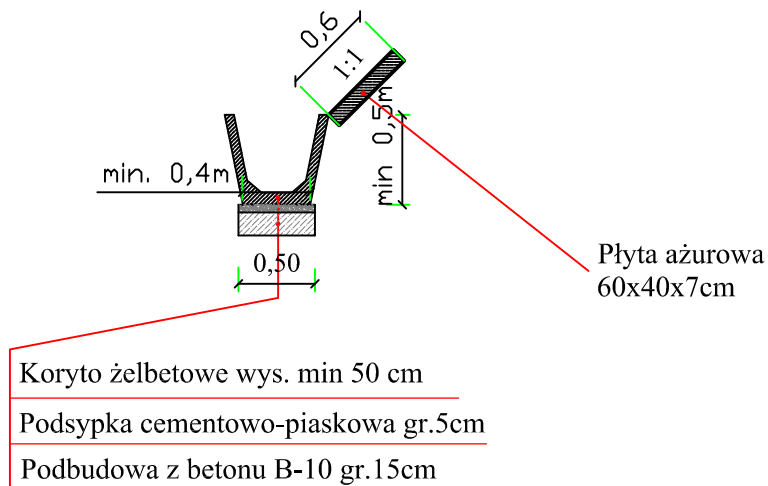 0,6
1:1
min 0,5m
min. 0,4m
0,50
Płyta ażurowa
60x40x7cm
Koryto żelbetowe wys. min 50 cm
Podsypka cementowo-piaskowa gr.5cm
Podbudowa z betonu B-10 gr.15cm